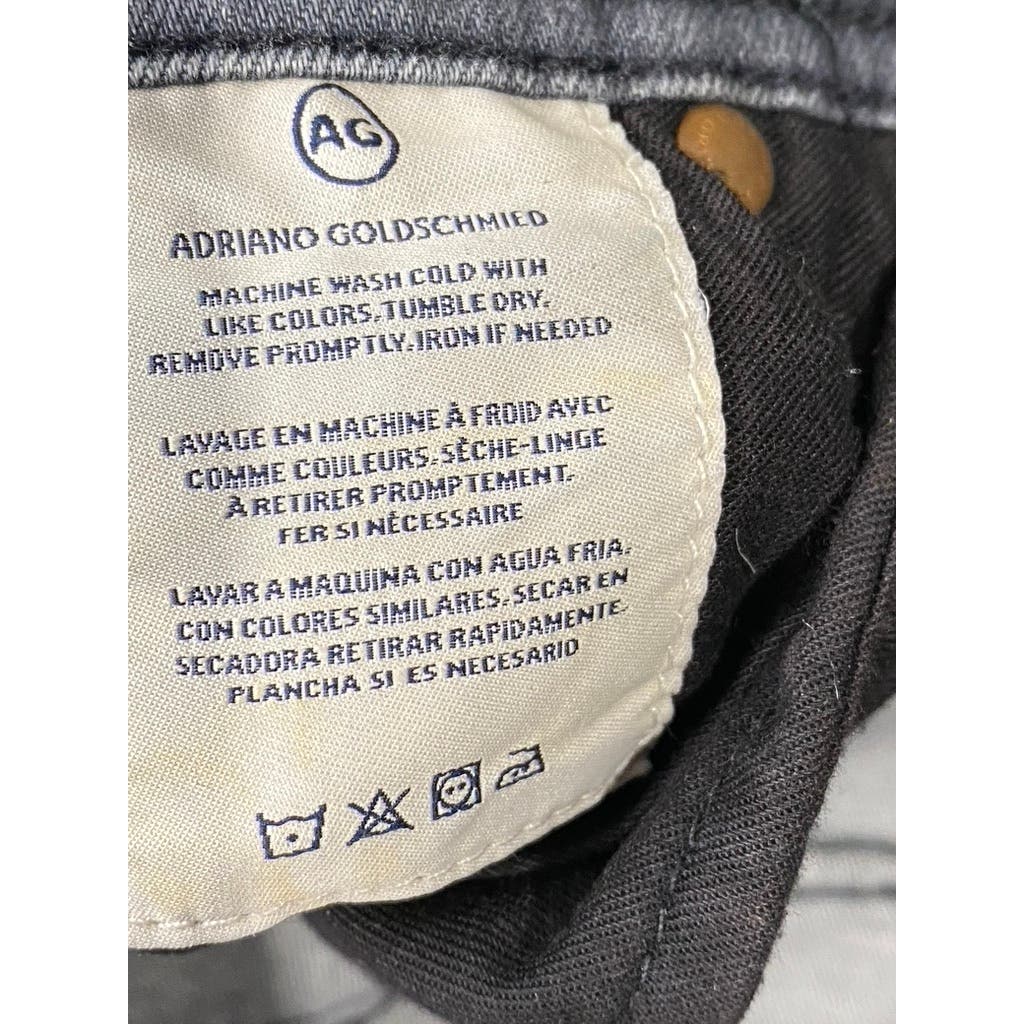 AG
ADRIANO GOLDSCHMIED
MACHINE WASH COLD WITH
LIKE COLORS.TUMBLE DRY.
REMOVE PROMPTLY.IRON IF NEEDED
LAVAGE EN MACHINE À FROID AVEC
COMME COULEURS.SÈCHE-LINGE
À RETIRER PROMPTEMENT.
FER SI NÉCESSAIRE
LAVAR A MAQUINA CON AGUA FRIA.
CON COLORES SIMILARES.SECAR EN
SECADORA RETIRAR RAPIDAMENTE.
PLANCHA SI ES NECESARIO